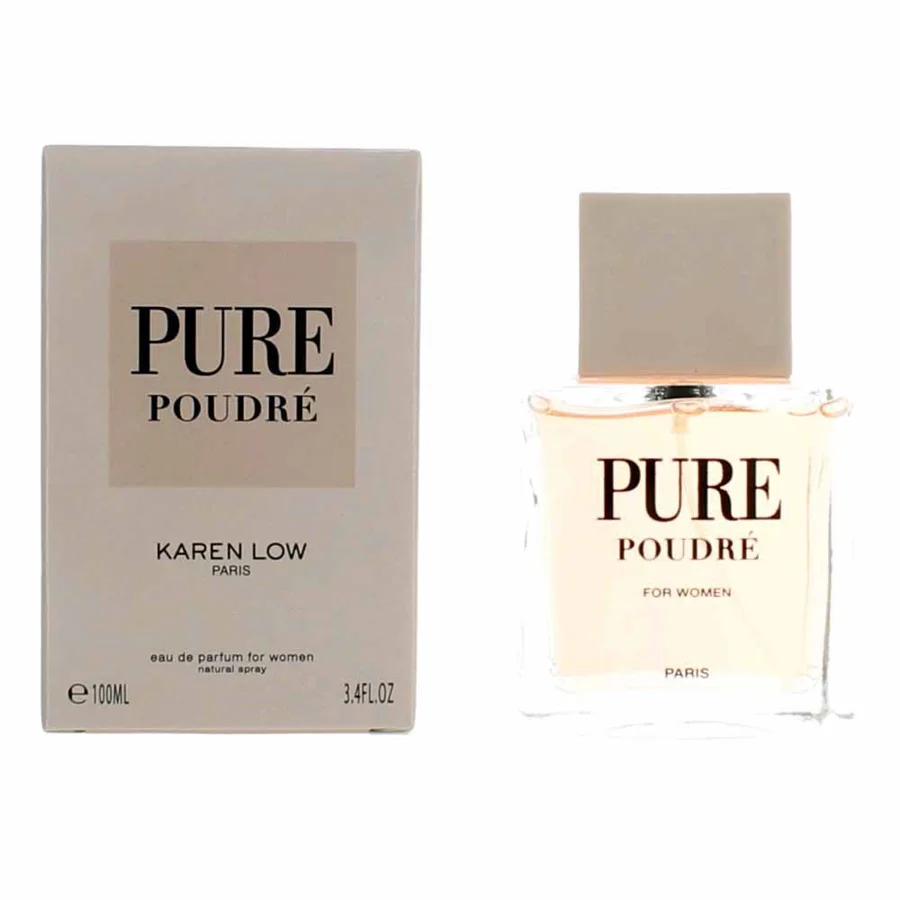 PURE
POUDRÉ
KAREN LOW
PARIS
eau de parfum for women
natural spray
℮ 100ML 3.4FL.OZ
PURE
POUDRÉ
FOR WOMEN
PARIS